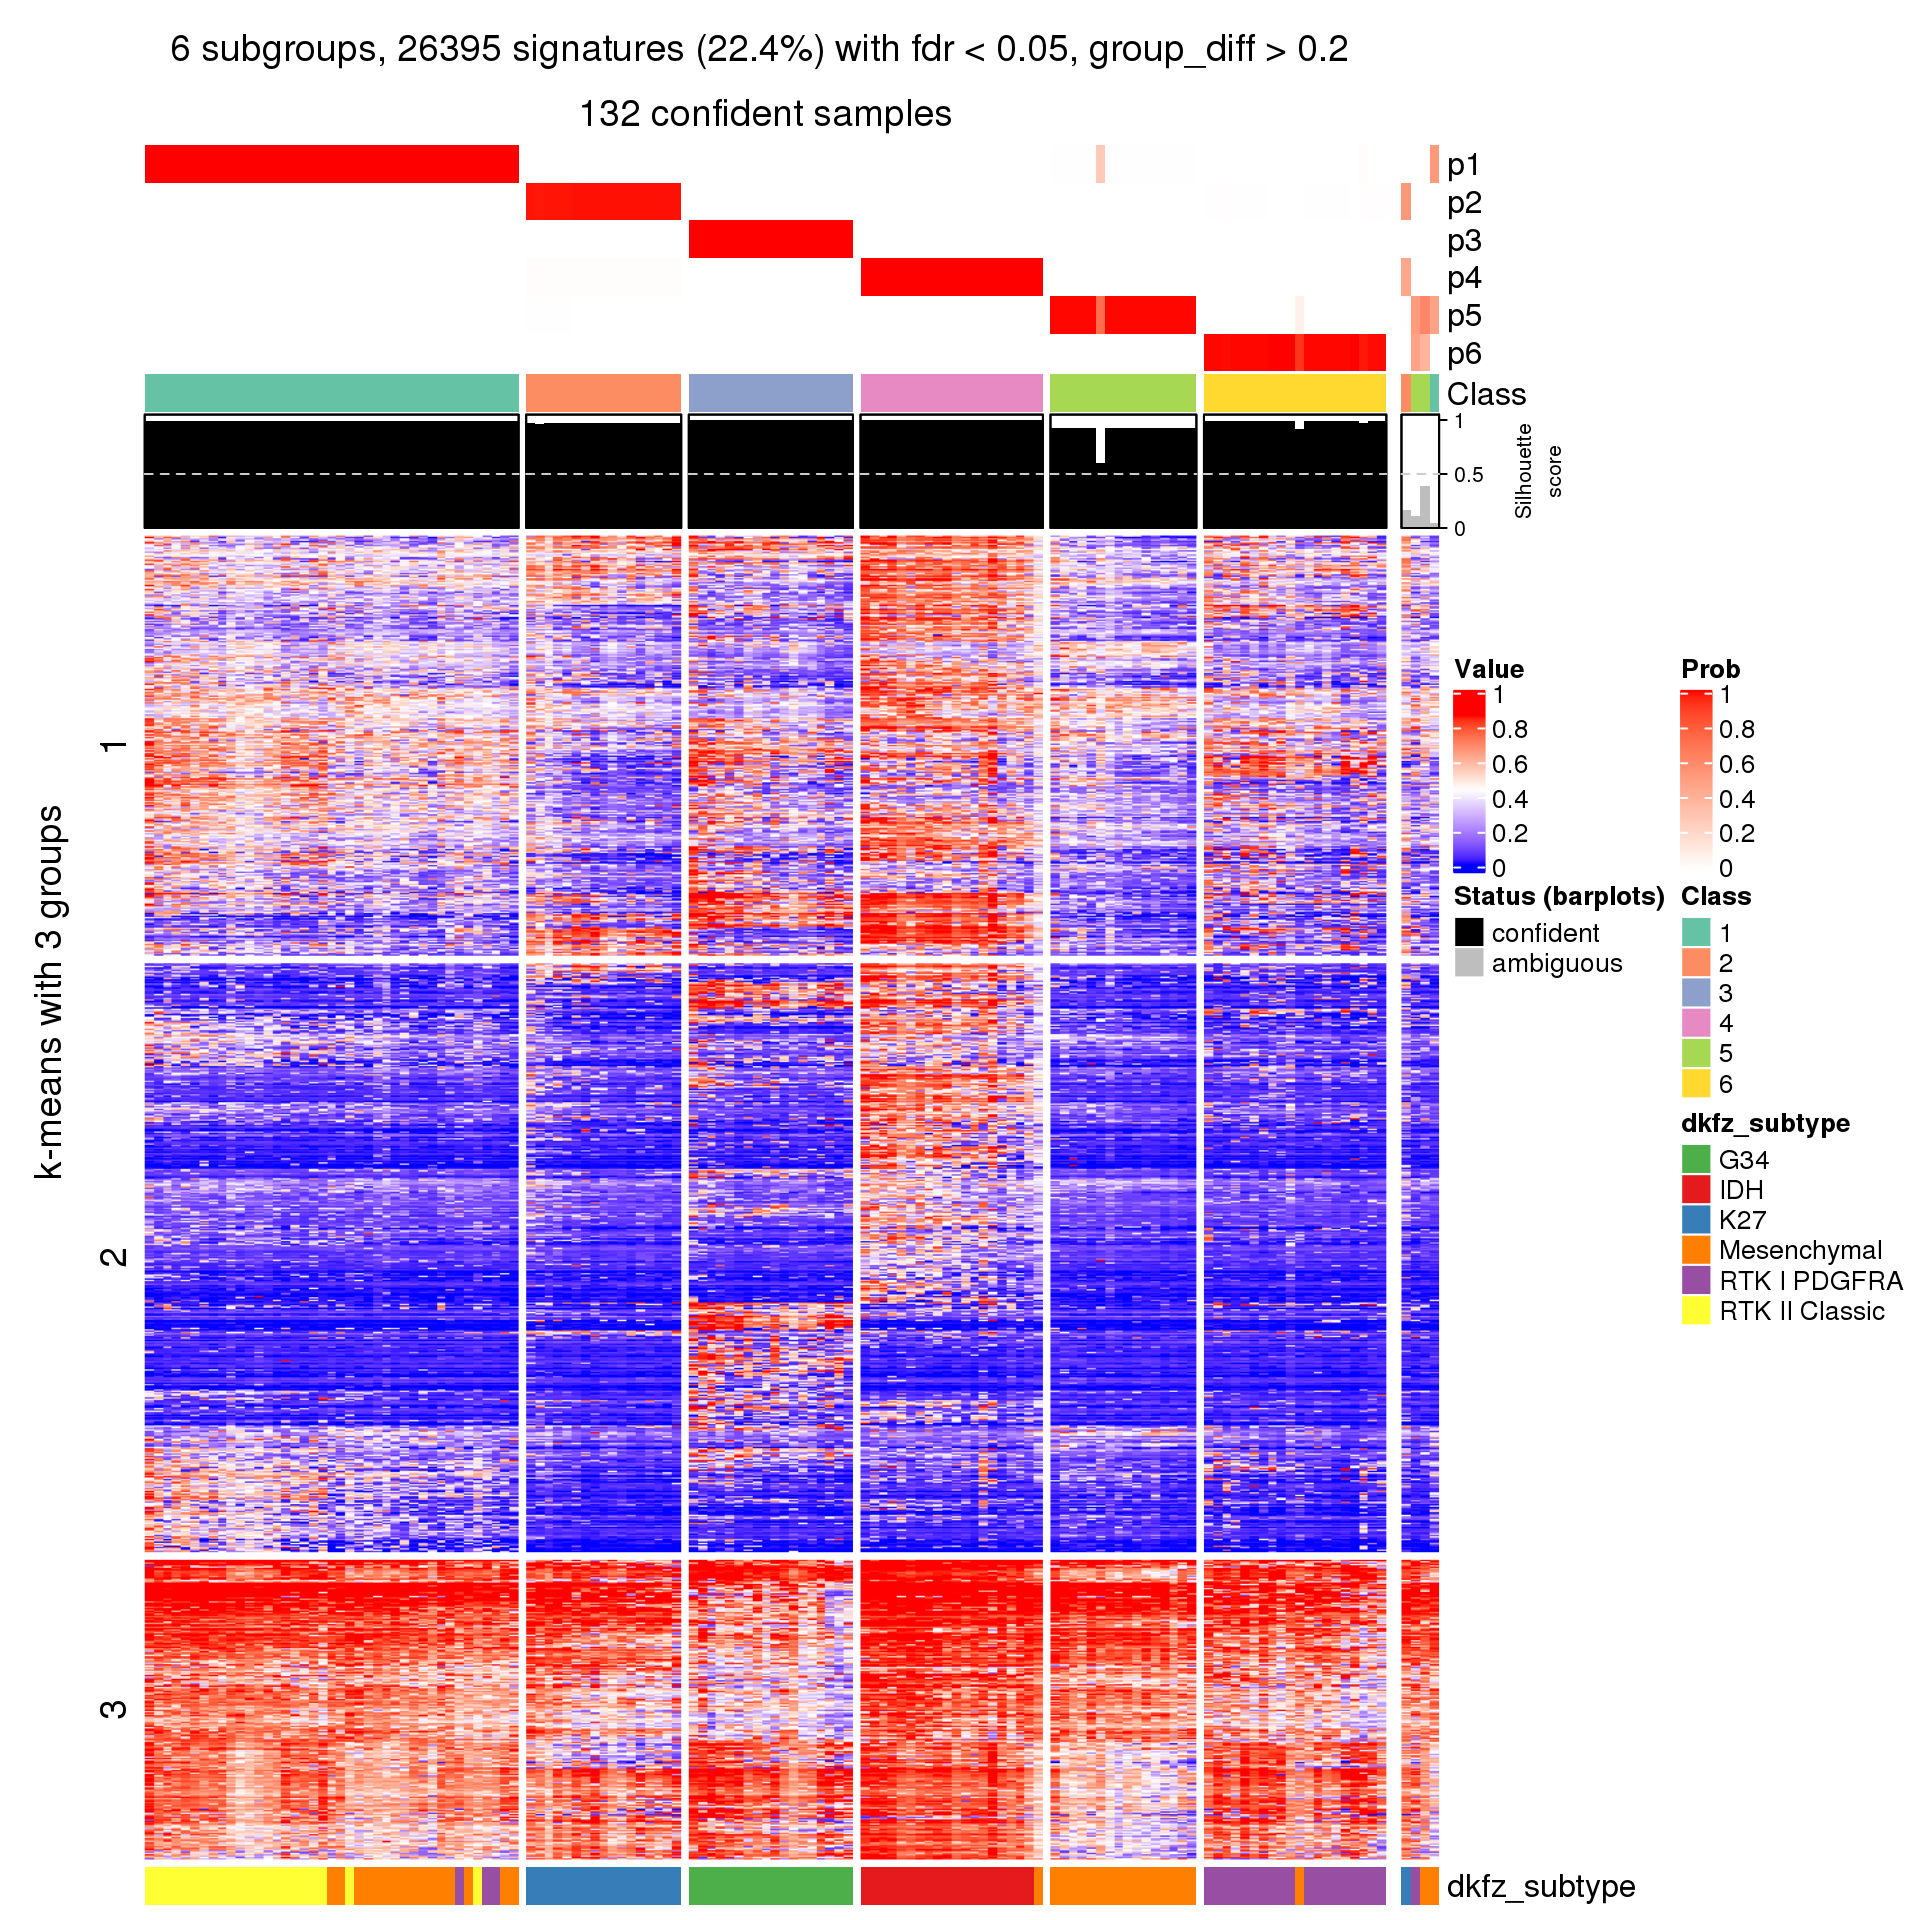 6 subgroups, 26395 signatures (22.4%) with fdr < 0.05, group_diff > 0.2
132 confident samples
p1
p2
p3
p4
p5
p6
Class
1
0.5
0
Silhouette
score
k-means with 3 groups
1
2
3
Value
1
0.8
0.6
0.4
0.2
0
Prob
1
0.8
0.6
0.4
0.2
0
Status (barplots)
confident
ambiguous
Class
1
2
3
4
5
6
dkfz_subtype
G34
IDH
K27
Mesenchymal
RTK I PDGFRA
RTK II Classic
dkfz_subtype